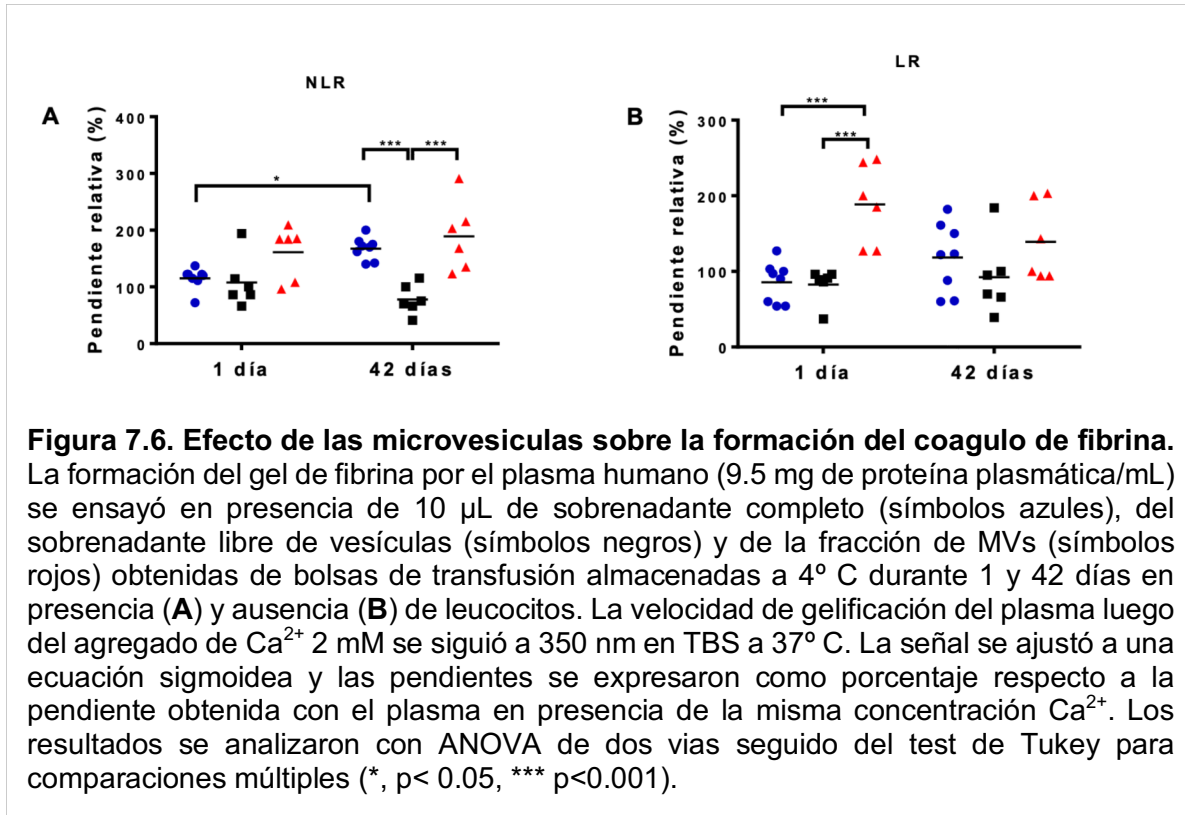 NLR
A
Pendiente relativa (%)
400
300
200
100
0
*
***
***
1 día
42 días
LR
B
Pendiente relativa (%)
300
200
100
0
***
***
1 día
42 días
Figura 7.6. Efecto de las microvesiculas sobre la formación del coagulo de fibrina.
La formación del gel de fibrina por el plasma humano (9.5 mg de proteína plasmática/mL)
se ensayó en presencia de 10 µL de sobrenadante completo (símbolos azules), del
sobrenadante libre de vesículas (símbolos negros) y de la fracción de MVs (símbolos
rojos) obtenidas de bolsas de transfusión almacenadas a 4º C durante 1 y 42 días en
presencia (A) y ausencia (B) de leucocitos. La velocidad de gelificación del plasma luego
del agregado de Ca²⁺ 2 mM se siguió a 350 nm en TBS a 37º C. La señal se ajustó a una
ecuación sigmoidea y las pendientes se expresaron como porcentaje respecto a la
pendiente obtenida con el plasma en presencia de la misma concentración Ca²⁺. Los
resultados se analizaron con ANOVA de dos vias seguido del test de Tukey para
comparaciones múltiples (*, p< 0.05, *** p<0.001).